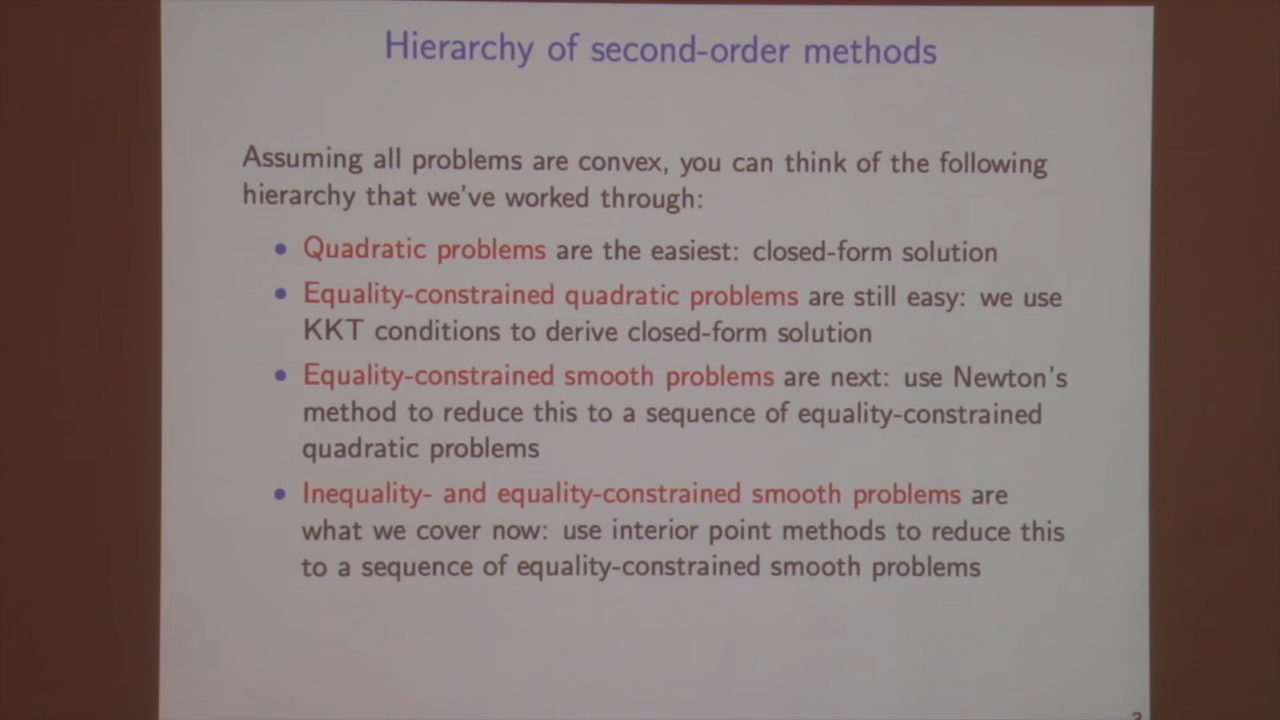 Hierarchy of second-order methods
Assuming all problems are convex, you can think of the following
hierarchy that we've worked through:
• Quadratic problems are the easiest: closed-form solution
• Equality-constrained quadratic problems are still easy: we use
KKT conditions to derive closed-form solution
• Equality-constrained smooth problems are next: use Newton's
method to reduce this to a sequence of equality-constrained
quadratic problems
• Inequality- and equality-constrained smooth problems are
what we cover now: use interior point methods to reduce this
to a sequence of equality-constrained smooth problems